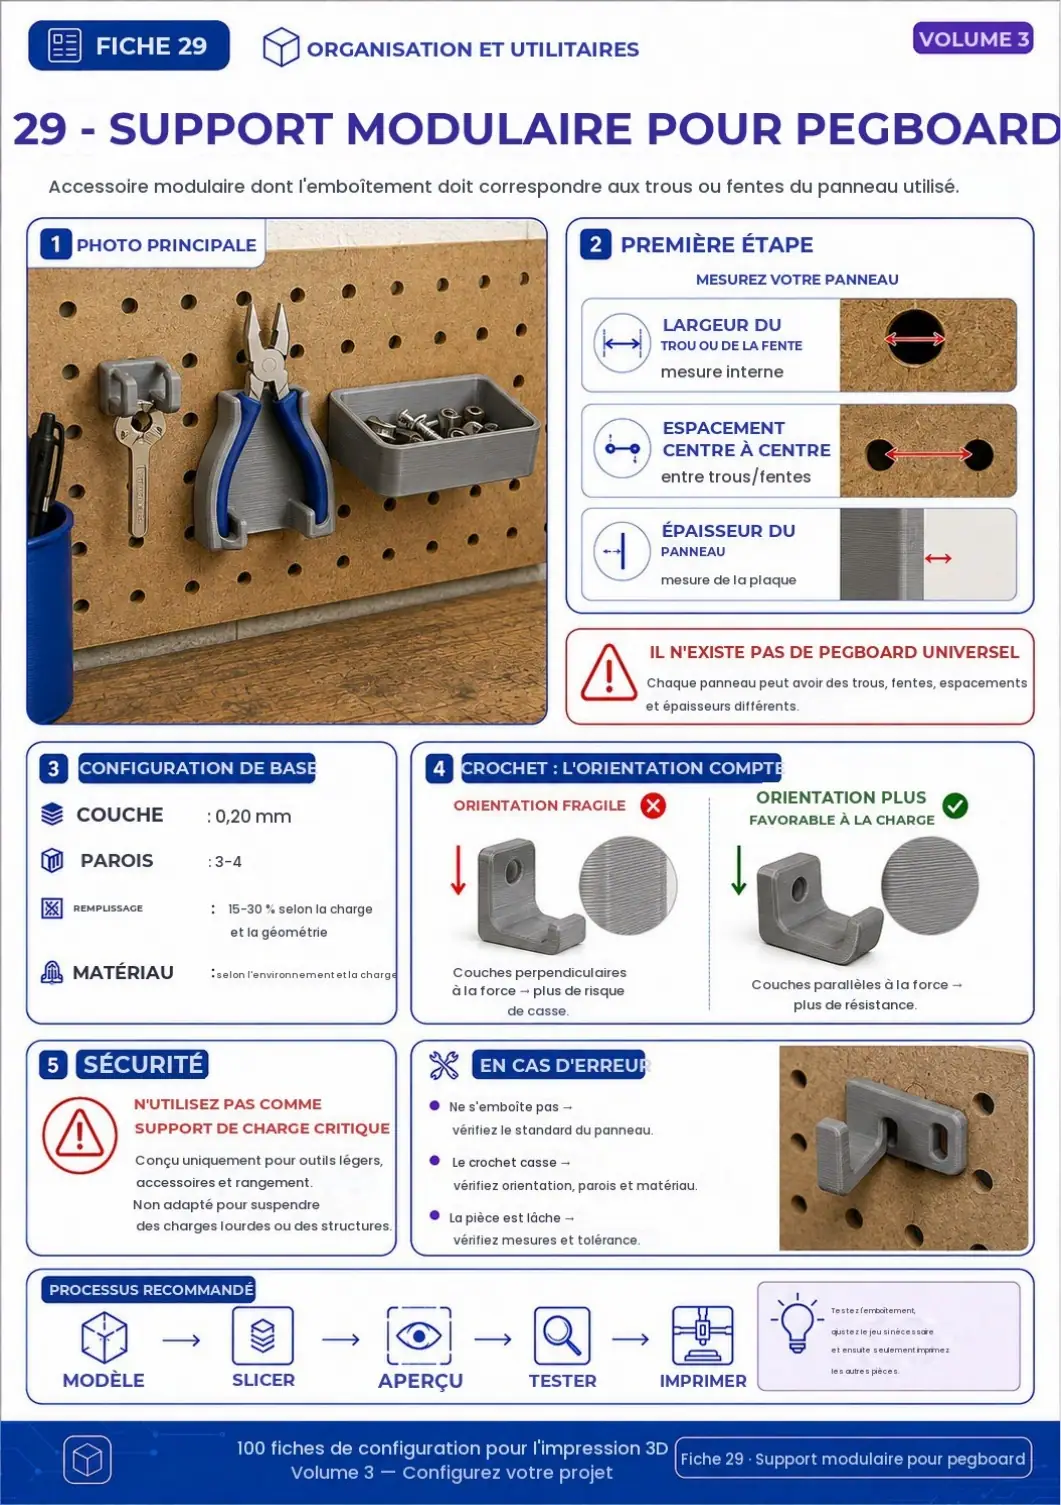 FICHE 29
ORGANISATION ET UTILITAIRES
VOLUME 3
29 - SUPPORT MODULAIRE POUR PEGBOARD
Accessoire modulaire dont l'emboîtement doit correspondre aux trous ou fentes du panneau utilisé.
1 PHOTO PRINCIPALE
2 PREMIÈRE ÉTAPE
MESUREZ VOTRE PANNEAU
LARGEUR DU
TROU OU DE LA FENTE
mesure interne
ESPACEMENT
CENTRE À CENTRE
entre trous/fentes
ÉPAISSEUR DU
PANNEAU
mesure de la plaque
IL N'EXISTE PAS DE PEGBOARD UNIVERSEL
Chaque panneau peut avoir des trous, fentes, espacements
et épaisseurs différents.
3 CONFIGURATION DE BASE
COUCHE : 0,20 mm
PAROIS : 3-4
REMPLISSAGE : 15-30 % selon la charge
et la géométrie
MATÉRIAU : selon l'environnement et la charge
4 CROCHET : L'ORIENTATION COMPTE
ORIENTATION FRAGILE
Couches perpendiculaires
à la force → plus de risque
de casse.
ORIENTATION PLUS
FAVORABLE À LA CHARGE
Couches parallèles à la force →
plus de résistance.
5 SÉCURITÉ
N'UTILISEZ PAS COMME
SUPPORT DE CHARGE CRITIQUE
Conçu uniquement pour outils légers,
accessoires et rangement.
Non adapté pour suspendre
des charges lourdes ou des structures.
EN CAS D'ERREUR
Ne s'emboîte pas →
vérifiez le standard du panneau.
Le crochet casse →
vérifiez orientation, parois et matériau.
La pièce est lâche →
vérifiez mesures et tolérance.
PROCESSUS RECOMMANDÉ
MODÈLE
SLICER
APERÇU
TESTER
IMPRIMER
Testez l'emboîtement,
ajustez le jeu si nécessaire
et ensuite seulement imprimez
les autres pièces.
100 fiches de configuration pour l'impression 3D
Volume 3 — Configurez votre projet
Fiche 29 · Support modulaire pour pegboard